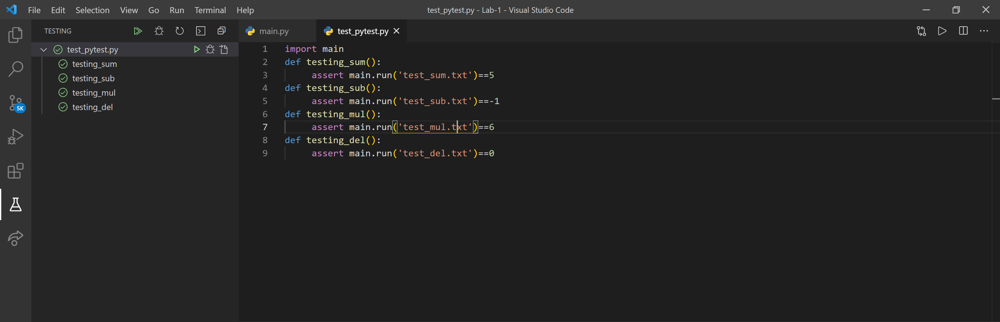 File Edit Selection View Go Run Terminal Help
test_pytest.py - Lab-1 - Visual Studio Code
TESTING
test_pytest.py
testing_sum
testing_sub
testing_mul
testing_del
5K
main.py
test_pytest.py
1 import main
2 def testing_sum():
3 assert main.run('test_sum.txt')==5
4 def testing_sub():
5 assert main.run('test_sub.txt')==-1
6 def testing_mul():
7 assert main.run('test_mul.txt')==6
8 def testing_del():
9 assert main.run('test_del.txt')==0